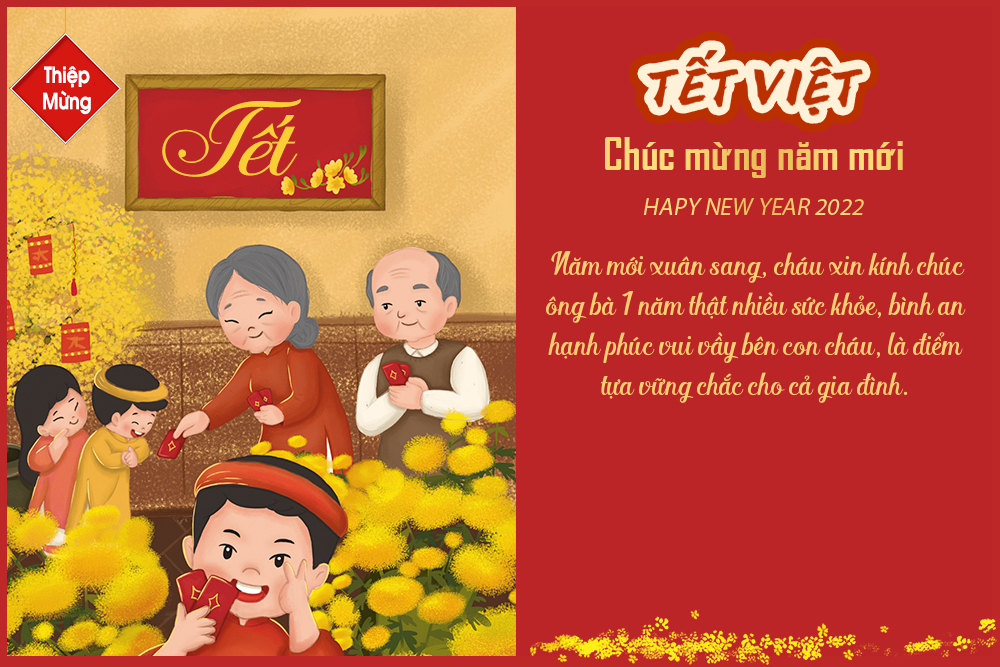 Thiệp
Mừng
Tết
TẾT VIỆT
Chúc mừng năm mới
HAPY NEW YEAR 2022
Năm mới xuân sang, cháu xin kính chúc
ông bà 1 năm thật nhiều sức khỏe, bình an
hạnh phúc vui vầy bên con cháu, là điểm
tựa vững chắc cho cả gia đình.